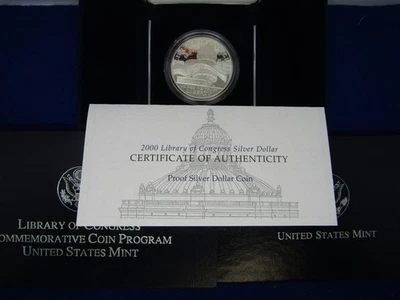 2000 Library of Congress Silver Dollar
CERTIFICATE OF AUTHENTICITY
Proof Silver Dollar Coin
LIBRARY OF CONGRESS
COMMEMORATIVE COIN PROGRAM
UNITED STATES MINT
UNITED STATES MINT